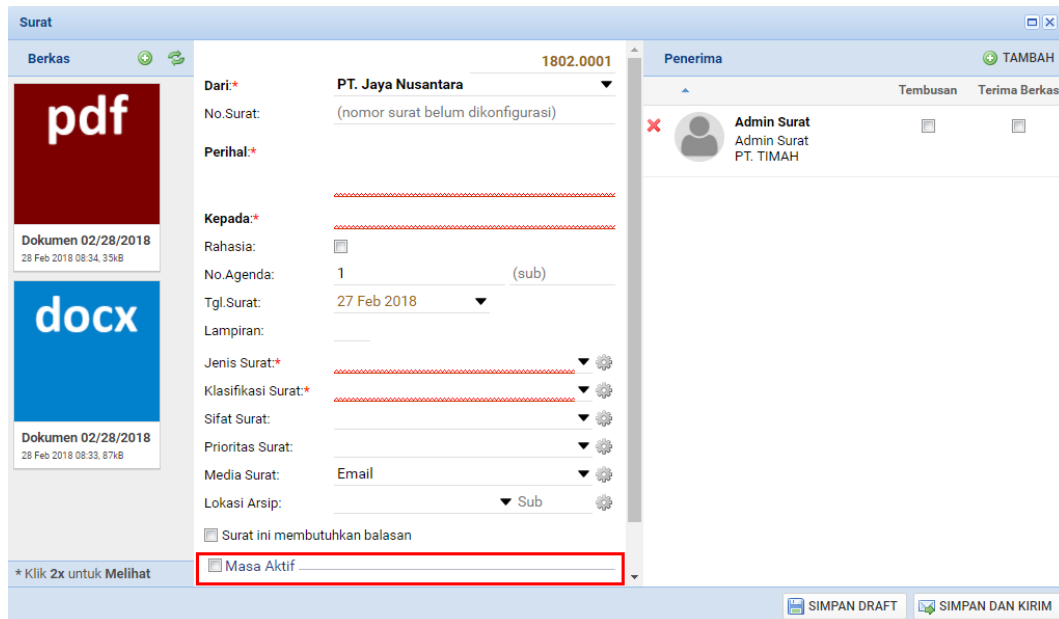 Surat
Berkas
pdf
Dokumen 02/28/2018
28 Feb 2018 08:34, 35kB
docx
Dokumen 02/28/2018
28 Feb 2018 08:33, 87kB
* Klik 2x untuk Melihat
1802.0001
Dari:* PT. Jaya Nusantara
No.Surat: (nomor surat belum dikonfigurasi)
Perihal:*
Kepada:*
Rahasia:
No.Agenda: 1 (sub)
Tgl.Surat: 27 Feb 2018
Lampiran:
Jenis Surat:*
Klasifikasi Surat:*
Sifat Surat:
Prioritas Surat:
Media Surat: Email
Lokasi Arsip: Sub
Surat ini membutuhkan balasan
Masa Aktif
Penerima TAMBAH
Tembusan Terima Berkas
Admin Surat
Admin Surat
PT. TIMAH
SIMPAN DRAFT SIMPAN DAN KIRIM